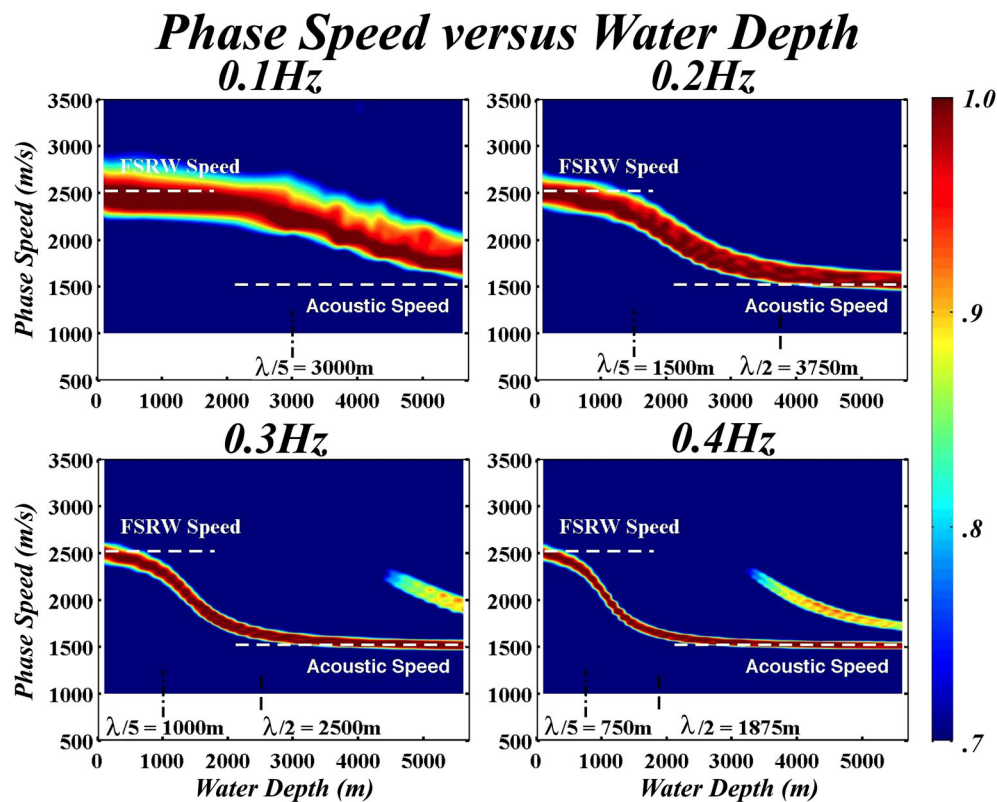 Phase Speed versus Water Depth
0.1Hz
0.2Hz
3500
3000
2500
2000
1500
1000
500
Phase Speed (m/s)
FSRW Speed
Acoustic Speed
λ/5 = 3000m
0 1000 2000 3000 4000 5000
3500
3000
2500
2000
1500
1000
500
FSRW Speed
Acoustic Speed
λ/5 = 1500m λ/2 = 3750m
0 1000 2000 3000 4000 5000
1.0
.9
.8
.7
0.3Hz
0.4Hz
3500
3000
2500
2000
1500
1000
500
Phase Speed (m/s)
FSRW Speed
Acoustic Speed
λ/5 = 1000m λ/2 = 2500m
0 1000 2000 3000 4000 5000
Water Depth (m)
3500
3000
2500
2000
1500
1000
500
FSRW Speed
Acoustic Speed
λ/5 = 750m λ/2 = 1875m
0 1000 2000 3000 4000 5000
Water Depth (m)